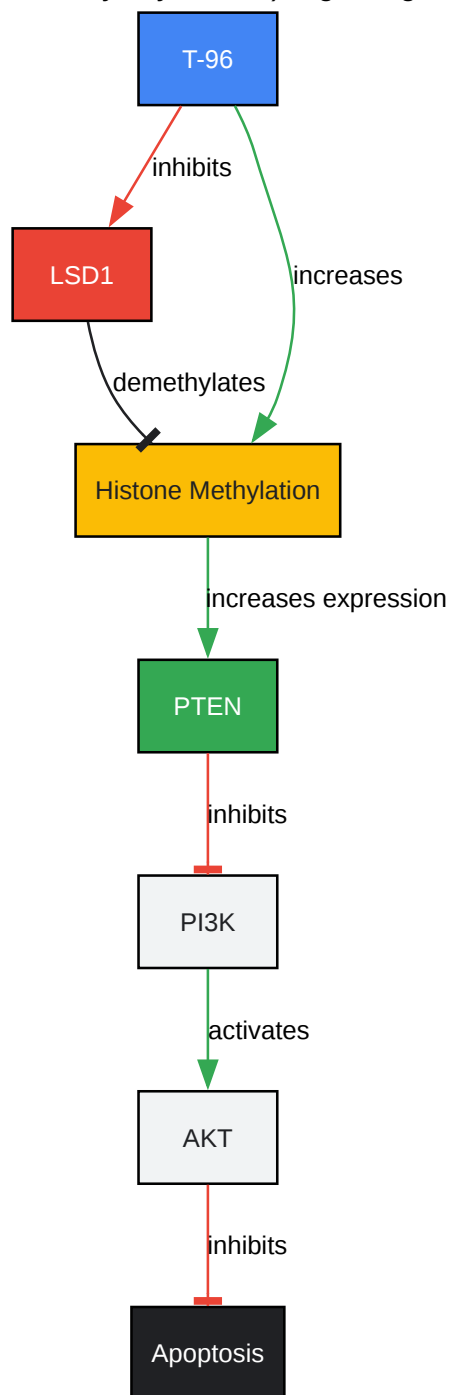 T-96
inhibits
LSD1
increases
demethylates
Histone Methylation
increases expression
PTEN
inhibits
PI3K
activates
AKT
inhibits
Apoptosis